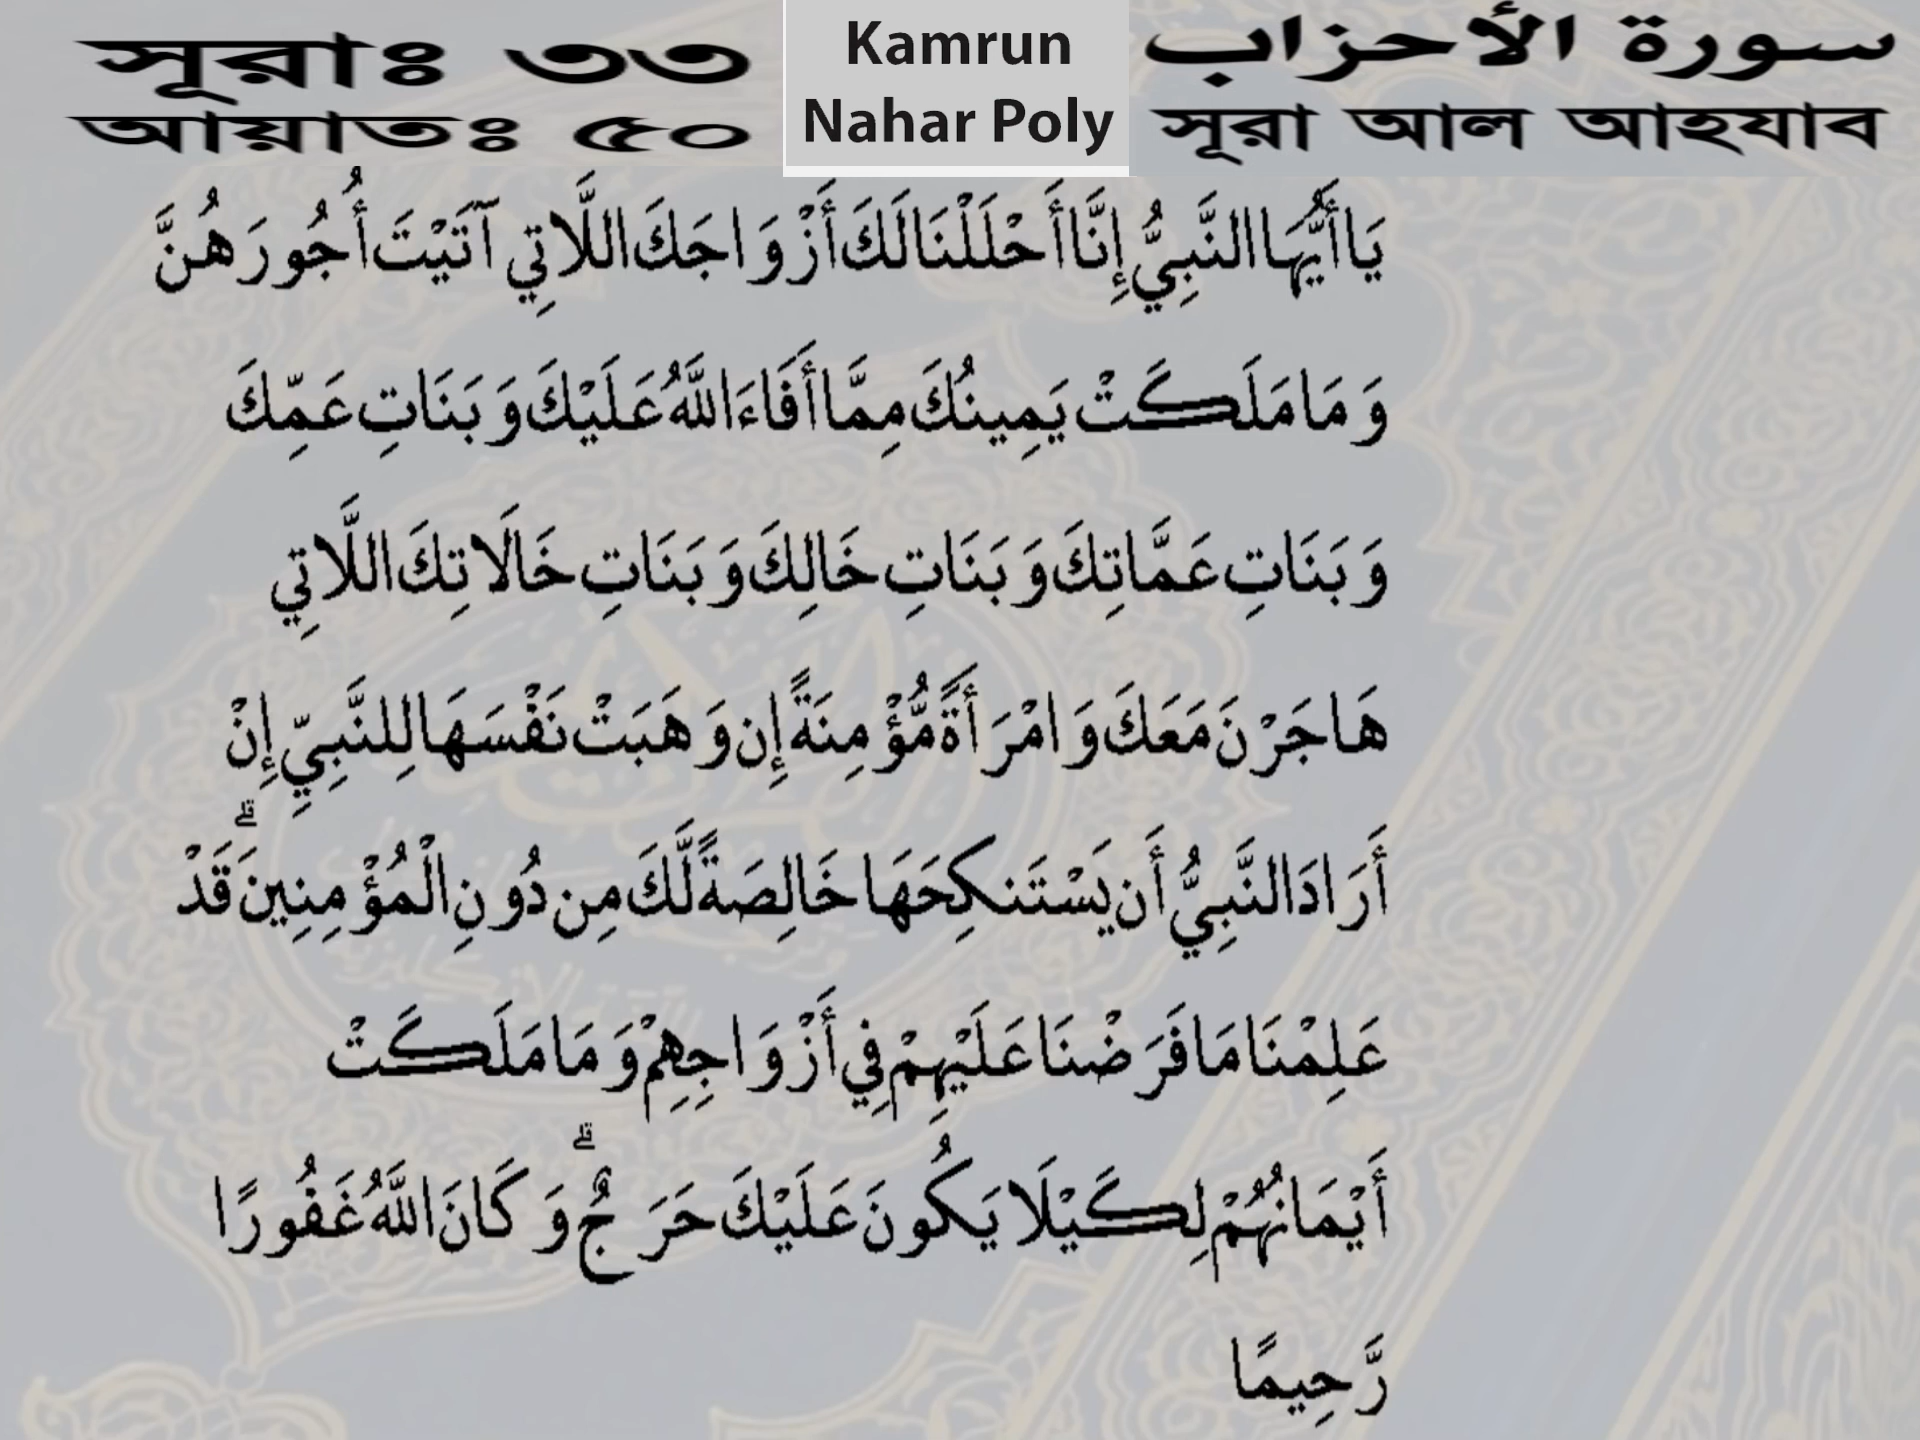 সূরাঃ ৩৩
আয়াতঃ ৫০
Kamrun
Nahar Poly
سورة الأحزاب
সূরা আল আহযাব
يَا أَيُّهَا النَّبِيُّ إِنَّا أَحْلَلْنَا لَكَ أَزْوَاجَكَ اللَّاتِي آتَيْتَ أُجُورَهُنَّ
وَمَا مَلَكَتْ يَمِينُكَ مِمَّا أَفَاءَ اللَّهُ عَلَيْكَ وَبَنَاتِ عَمِّكَ
وَبَنَاتِ عَمَّاتِكَ وَبَنَاتِ خَالِكَ وَبَنَاتِ خَالَاتِكَ اللَّاتِي
هَاجَرْنَ مَعَكَ وَامْرَأَةً مُّؤْمِنَةً إِن وَهَبَتْ نَفْسَهَا لِلنَّبِيِّ إِنْ
أَرَادَ النَّبِيُّ أَن يَسْتَنكِحَهَا خَالِصَةً لَّكَ مِن دُونِ الْمُؤْمِنِينَ ۗ قَدْ
عَلِمْنَا مَا فَرَضْنَا عَلَيْهِمْ فِي أَزْوَاجِهِمْ وَمَا مَلَكَتْ
أَيْمَانُهُمْ لِكَيْلَا يَكُونَ عَلَيْكَ حَرَجٌ ۗ وَكَانَ اللَّهُ غَفُورًا
رَّحِيمًا